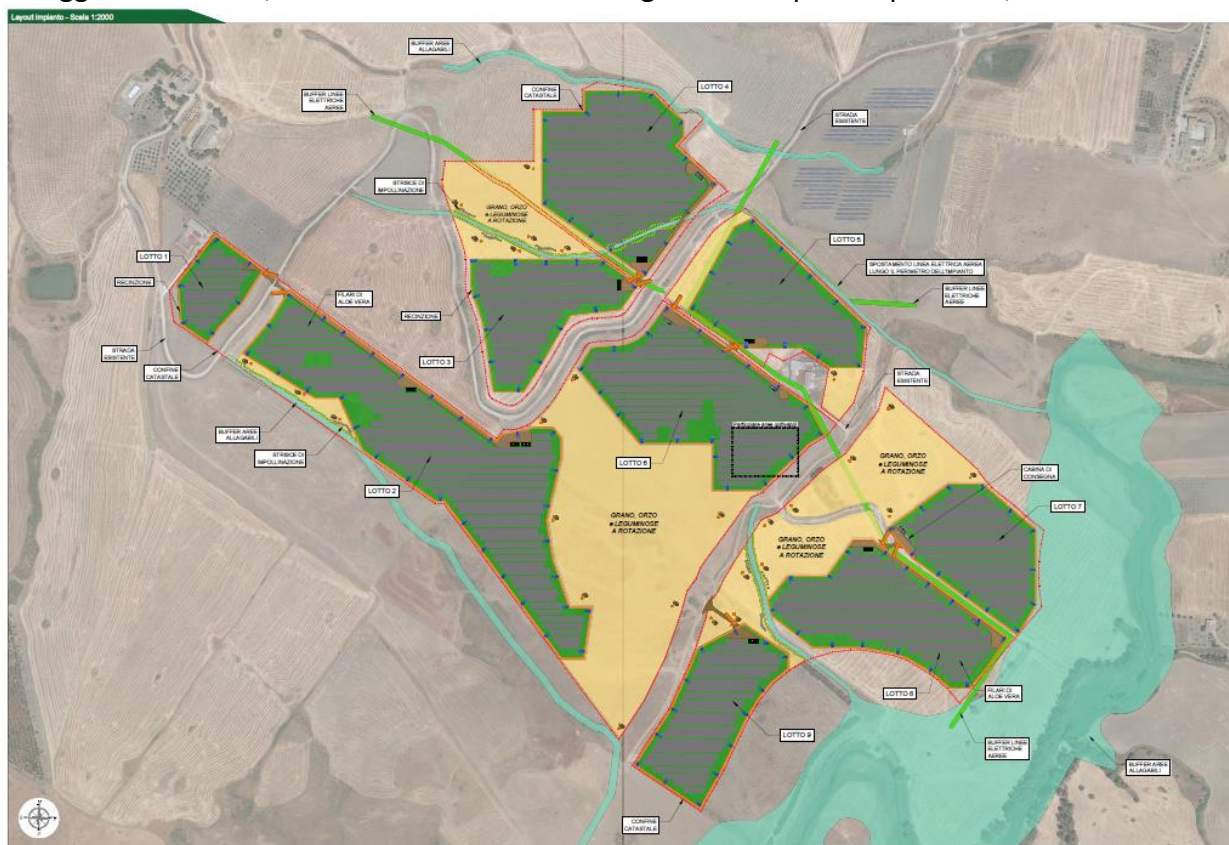 Layout Impianto - Scala 1:2000
BUFFER AREE
ALLAGABILI
BUFFER LINEE
ELETTRICHE
AEREE
CONFINE
CATASTALE
LOTTO 4
STRADA
ESISTENTE
STRISCE DI
IMPOLLINAZIONE
GRANO, ORZO
e LEGUMINOSE
A ROTAZIONE
LOTTO 1
RECINZIONE
FILARI DI
ALOE VERA
LOTTO 5
SPOSTAMENTO LINEA ELETTRICA AEREA
LUNGO IL PERIMETRO DELL'IMPIANTO
BUFFER LINEE
ELETTRICHE
AEREE
RECINZIONE
STRADA
ESISTENTE
CONFINE
CATASTALE
LOTTO 3
STRADA
ESISTENTE
BUFFER AREE
ALLAGABILI
STRISCE DI
IMPOLLINAZIONE
LOTTO 2
LOTTO 6
GRANO, ORZO
e LEGUMINOSE
A ROTAZIONE
CABINA DI
CONSEGNA
LOTTO 7
GRANO, ORZO
e LEGUMINOSE
A ROTAZIONE
GRANO, ORZO
e LEGUMINOSE
A ROTAZIONE
LOTTO 8
FILARI DI
ALOE VERA
LOTTO 9
BUFFER LINEE
ELETTRICHE
AEREE
BUFFER AREE
ALLAGABILI
CONFINE
CATASTALE